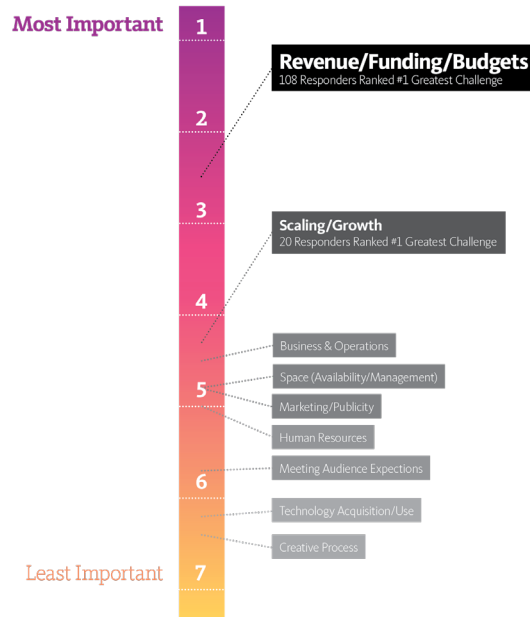 Most Important
1
Revenue/Funding/Budgets
108 Responders Ranked #1 Greatest Challenge
2
3
Scaling/Growth
20 Responders Ranked #1 Greatest Challenge
4
Business & Operations
Space (Availability/Management)
5
Marketing/Publicity
Human Resources
Meeting Audience Expections
6
Technology Acquisition/Use
Creative Process
Least Important
7